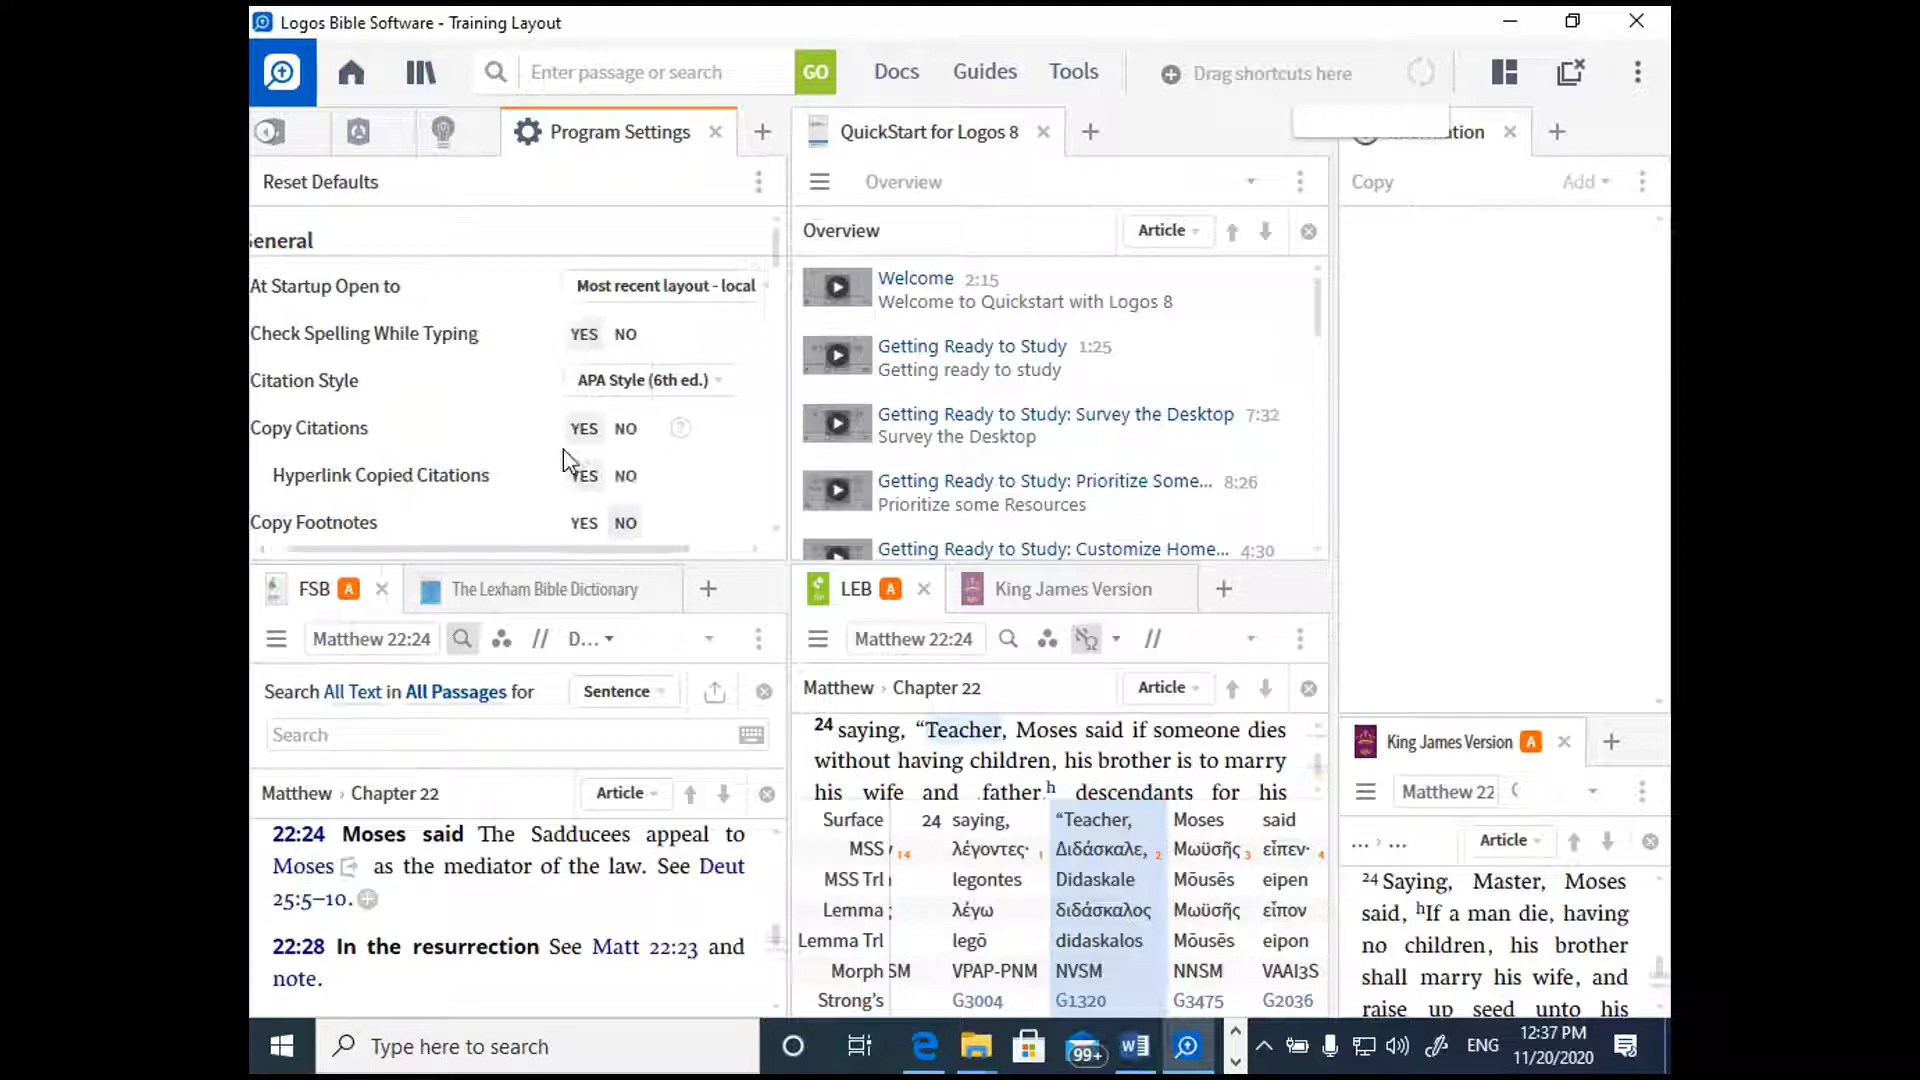 Logos Bible Software - Training Layout
Enter passage or search
GO
Docs
Guides
Tools
Drag shortcuts here
Program Settings
QuickStart for Logos 8
Reset Defaults
Overview
Copy
Add
eneral
At Startup Open to
Most recent layout - local
Check Spelling While Typing
YES NO
Citation Style
APA Style (6th ed.)
Copy Citations
YES NO
Hyperlink Copied Citations
YES NO
Copy Footnotes
YES NO
Overview
Article
Welcome 2:15
Welcome to Quickstart with Logos 8
Getting Ready to Study 1:25
Getting ready to study
Getting Ready to Study: Survey the Desktop 7:32
Survey the Desktop
Getting Ready to Study: Prioritize Some... 8:26
Prioritize some Resources
Getting Ready to Study: Customize Home... 4:30
FSB A
The Lexham Bible Dictionary
Matthew 22:24
// D...
Search All Text in All Passages for
Sentence
Search
Matthew › Chapter 22
Article
22:24 Moses said The Sadducees appeal to
Moses as the mediator of the law. See Deut
25:5–10.
22:28 In the resurrection See Matt 22:23 and
note.
LEB A
King James Version
Matthew 22:24
//
Matthew › Chapter 22
Article
24 saying, “Teacher, Moses said if someone dies
without having children, his brother is to marry
his wife and father h descendants for his
Surface 24 saying, “Teacher, Moses said
MSS 14 λέγοντες· 1 Διδάσκαλε, 2 Μωϋσῆς 3 εἶπεν· 4
MSS Trl legontes Didaskale Mōusēs eipen
Lemma ; λέγω διδάσκαλος Μωϋσῆς εἶπον
Lemma Trl legō didaskalos Mōusēs eipon
Morph SM VPAP-PNM NVSM NNSM VAAI3S
Strong’s G3004 G1320 G3475 G2036
King James Version A
Matthew 22
... › ...
Article
24 Saying, Master, Moses
said, h If a man die, having
no children, his brother
shall marry his wife, and
raise up seed unto his
Type here to search
99+
ENG
12:37 PM
11/20/2020